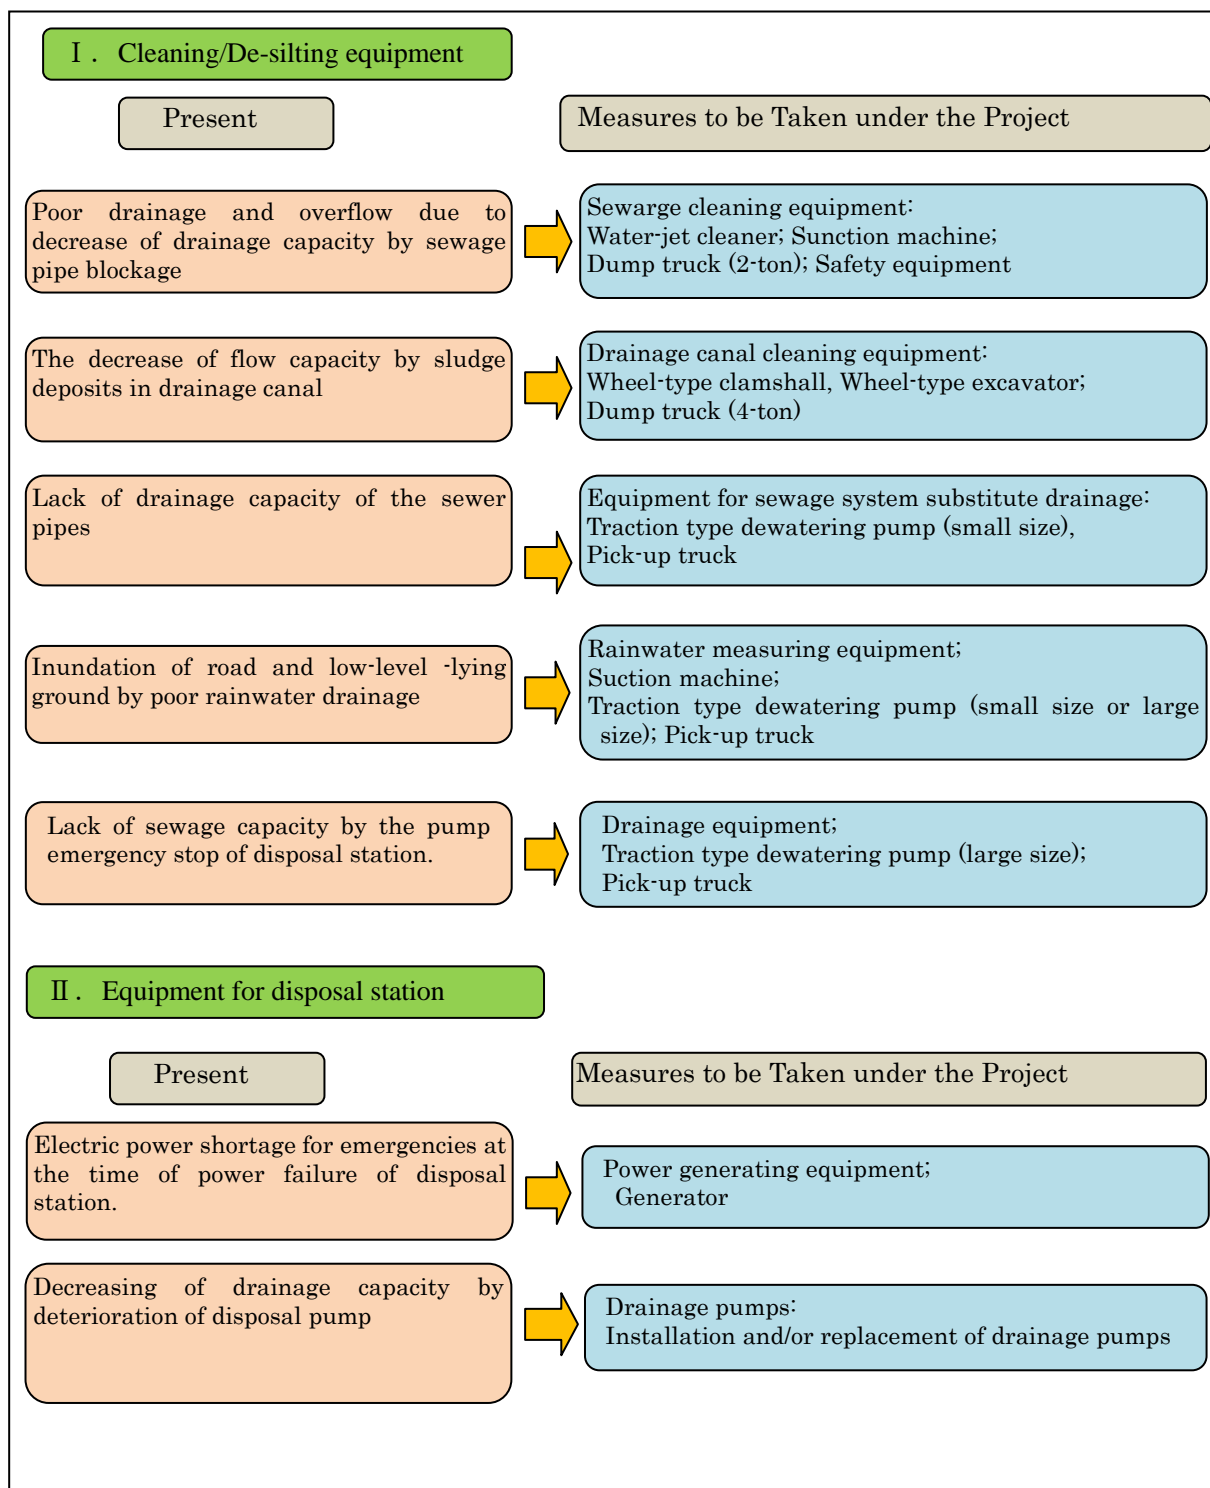 Ⅰ. Cleaning/De-silting equipment
Present
Measures to be Taken under the Project
Poor drainage and overflow due to
decrease of drainage capacity by sewage
pipe blockage
Sewarge cleaning equipment:
Water-jet cleaner; Sunction machine;
Dump truck (2-ton); Safety equipment
The decrease of flow capacity by sludge
deposits in drainage canal
Drainage canal cleaning equipment:
Wheel-type clamshall, Wheel-type excavator;
Dump truck (4-ton)
Lack of drainage capacity of the sewer
pipes
Equipment for sewage system substitute drainage:
Traction type dewatering pump (small size),
Pick-up truck
Inundation of road and low-level -lying
ground by poor rainwater drainage
Rainwater measuring equipment;
Suction machine;
Traction type dewatering pump (small size or large
size); Pick-up truck
Lack of sewage capacity by the pump
emergency stop of disposal station.
Drainage equipment;
Traction type dewatering pump (large size);
Pick-up truck
Ⅱ. Equipment for disposal station
Present
Measures to be Taken under the Project
Electric power shortage for emergencies at
the time of power failure of disposal
station.
Power generating equipment;
Generator
Decreasing of drainage capacity by
deterioration of disposal pump
Drainage pumps:
Installation and/or replacement of drainage pumps